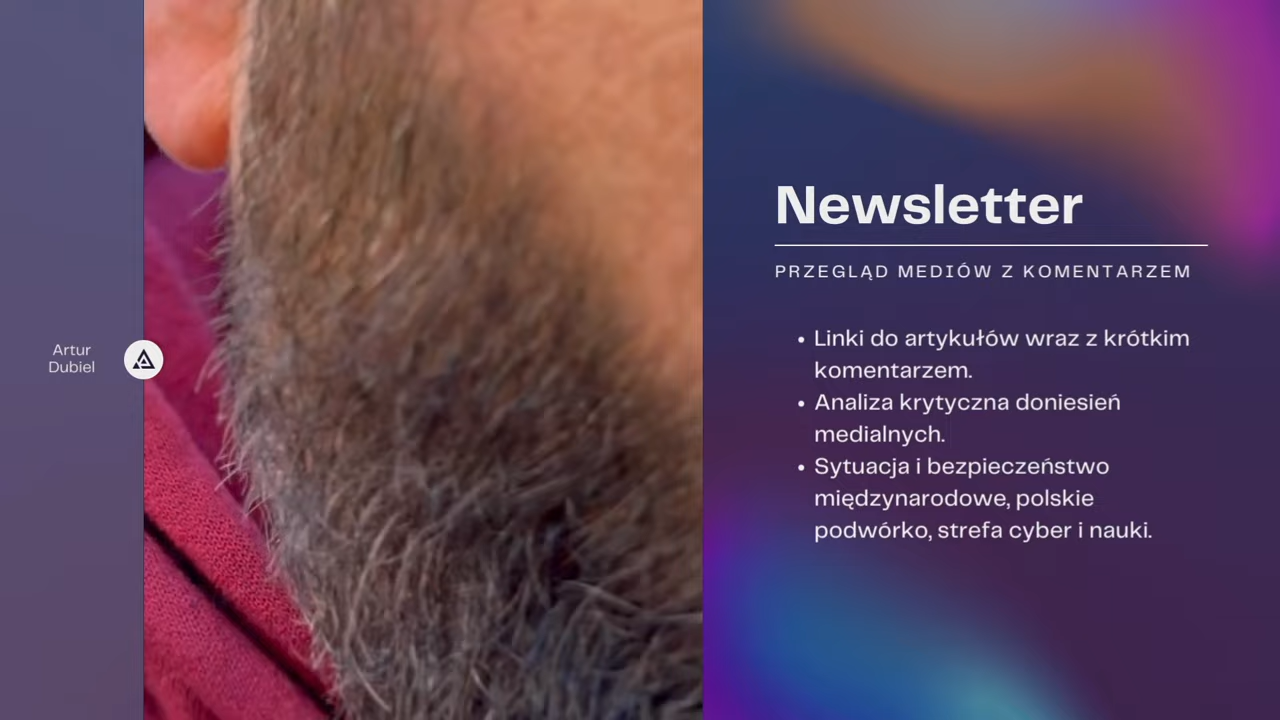 Artur
Dubiel
Newsletter
PRZEGLĄD MEDIÓW Z KOMENTARZEM
• Linki do artykułów wraz z krótkim
komentarzem.
• Analiza krytyczna doniesień
medialnych.
• Sytuacja i bezpieczeństwo
międzynarodowe, polskie
podwórko, strefa cyber i nauki.